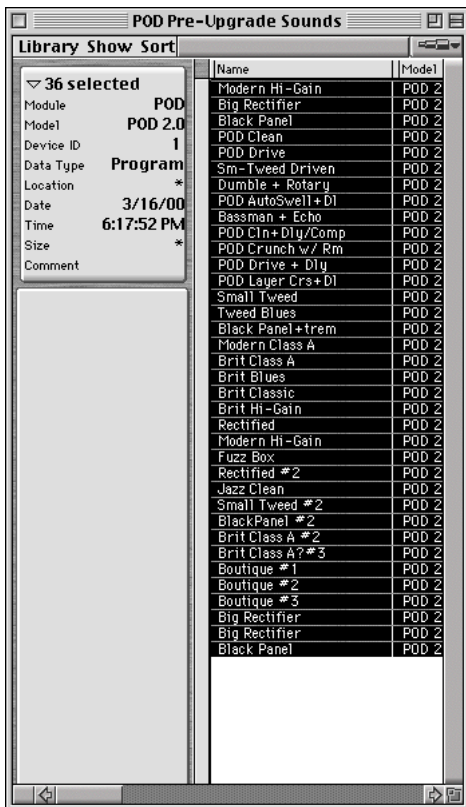 POD Pre-Upgrade Sounds
Library Show Sort
36 selected
Module POD
Model POD 2.0
Device ID 1
Data Type Program
Location *
Date 3/16/00
Time 6:17:52 PM
Size *
Comment
Name Model
Modern Hi-Gain POD 2
Big Rectifier POD 2
Black Panel POD 2
POD Clean POD 2
POD Drive POD 2
Sm-Tweed Driven POD 2
Dumble + Rotary POD 2
POD AutoSwell+Dl POD 2
Bassman + Echo POD 2
POD Cln+Dly/Comp POD 2
POD Crunch w/ Rm POD 2
POD Drive + Dly POD 2
POD Layer Crs+Dl POD 2
Small Tweed POD 2
Tweed Blues POD 2
Black Panel+trem POD 2
Modern Class A POD 2
Brit Class A POD 2
Brit Blues POD 2
Brit Classic POD 2
Brit Hi-Gain POD 2
Rectified POD 2
Modern Hi-Gain POD 2
Fuzz Box POD 2
Rectified #2 POD 2
Jazz Clean POD 2
Small Tweed #2 POD 2
BlackPanel #2 POD 2
Brit Class A #2 POD 2
Brit Class A?#3 POD 2
Boutique #1 POD 2
Boutique #2 POD 2
Boutique #3 POD 2
Big Rectifier POD 2
Big Rectifier POD 2
Black Panel POD 2